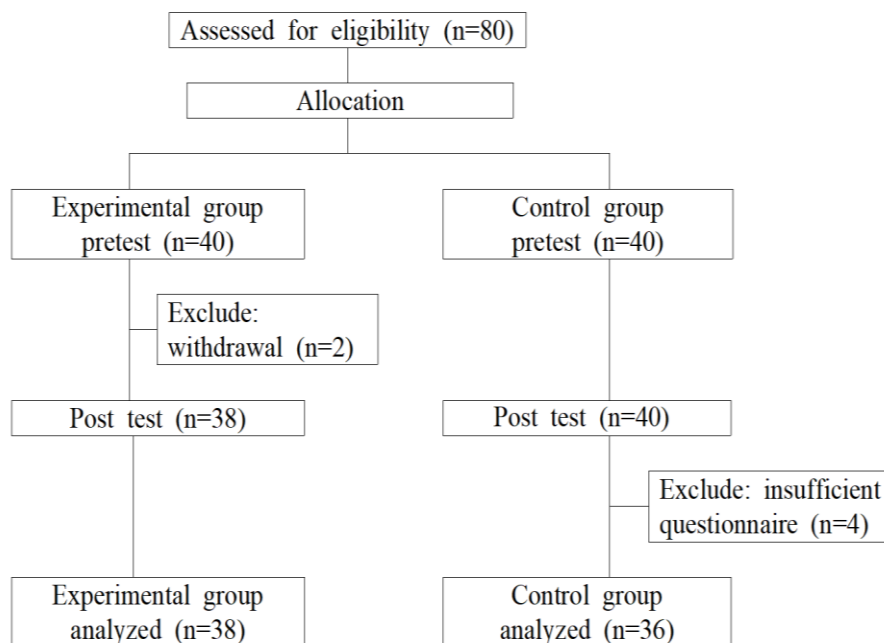 Assessed for eligibility (n=80)
Allocation
Experimental group
pretest (n=40)
Control group
pretest (n=40)
Exclude:
withdrawal (n=2)
Post test (n=38)
Post test (n=40)
Exclude: insufficient
questionnaire (n=4)
Experimental group
analyzed (n=38)
Control group
analyzed (n=36)